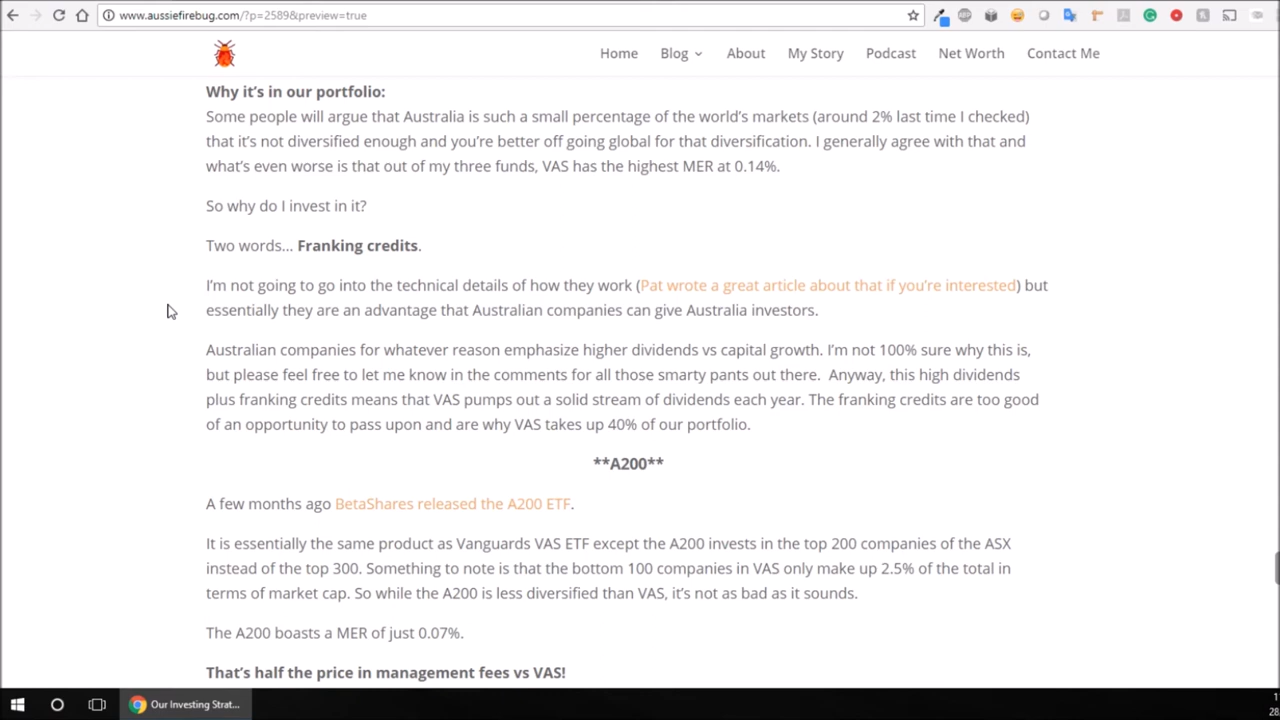 www.aussiefirebug.com/?p=2589&preview=true
Home Blog About My Story Podcast Net Worth Contact Me
Why it's in our portfolio:
Some people will argue that Australia is such a small percentage of the world's markets (around 2% last time I checked)
that it's not diversified enough and you're better off going global for that diversification. I generally agree with that and
what's even worse is that out of my three funds, VAS has the highest MER at 0.14%.
So why do I invest in it?
Two words... Franking credits.
I'm not going to go into the technical details of how they work (Pat wrote a great article about that if you're interested) but
essentially they are an advantage that Australian companies can give Australia investors.
Australian companies for whatever reason emphasize higher dividends vs capital growth. I'm not 100% sure why this is,
but please feel free to let me know in the comments for all those smarty pants out there.  Anyway, this high dividends
plus franking credits means that VAS pumps out a solid stream of dividends each year. The franking credits are too good
of an opportunity to pass upon and are why VAS takes up 40% of our portfolio.
**A200**
A few months ago BetaShares released the A200 ETF.
It is essentially the same product as Vanguards VAS ETF except the A200 invests in the top 200 companies of the ASX
instead of the top 300. Something to note is that the bottom 100 companies in VAS only make up 2.5% of the total in
terms of market cap. So while the A200 is less diversified than VAS, it's not as bad as it sounds.
The A200 boasts a MER of just 0.07%.
That's half the price in management fees vs VAS!
Our Investing Strat...
28